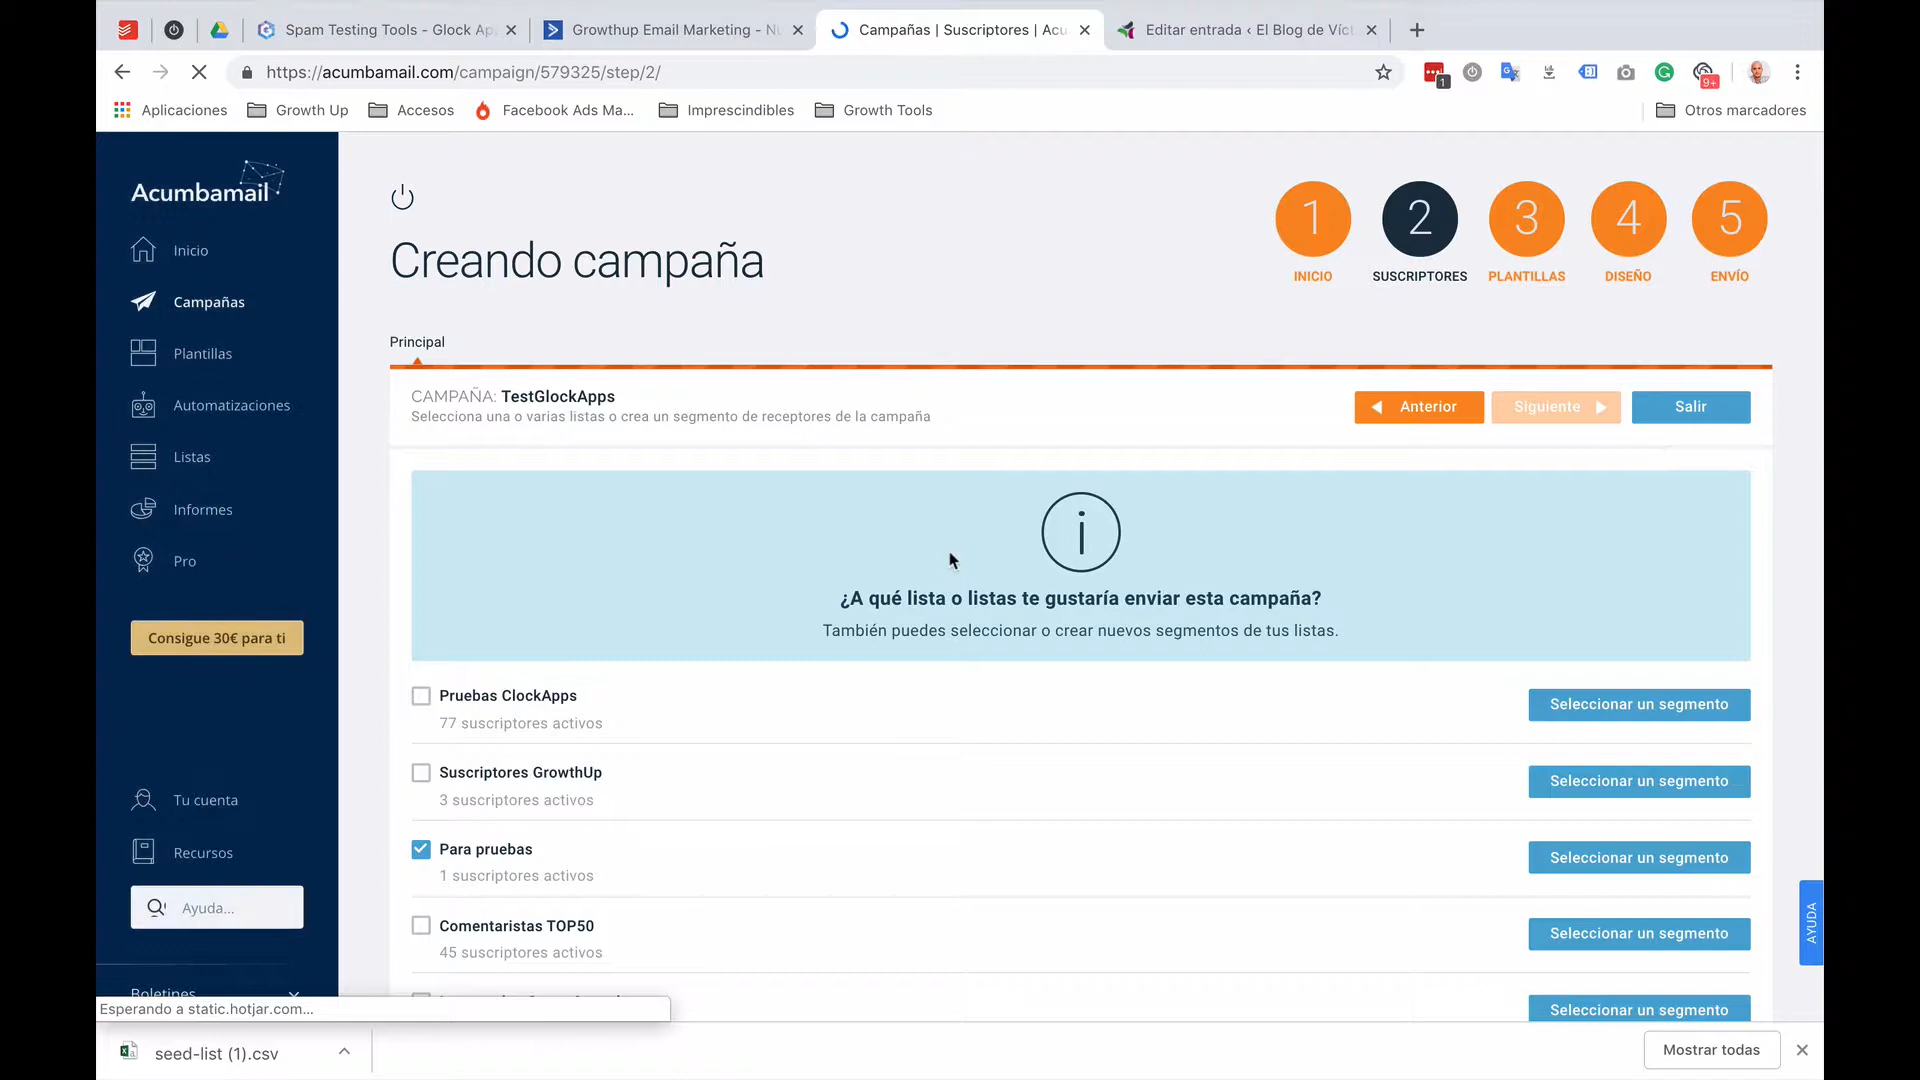 Spam Testing Tools - Glock Ap
Growthup Email Marketing - Nu
Campañas | Suscriptores | Acu
Editar entrada ‹ El Blog de Víct
https://acumbamail.com/campaign/579325/step/2/
1
9+
Aplicaciones
Growth Up
Accesos
Facebook Ads Ma...
Imprescindibles
Growth Tools
Otros marcadores
Acumbamail
Inicio
Campañas
Plantillas
Automatizaciones
Listas
Informes
Pro
Consigue 30€ para ti
Tu cuenta
Recursos
Ayuda...
Boletines
Creando campaña
1
2
3
4
5
INICIO
SUSCRIPTORES
PLANTILLAS
DISEÑO
ENVÍO
Principal
CAMPAÑA: TestGlockApps
Selecciona una o varias listas o crea un segmento de receptores de la campaña
Anterior
Siguiente
Salir
¿A qué lista o listas te gustaría enviar esta campaña?
También puedes seleccionar o crear nuevos segmentos de tus listas.
Pruebas ClockApps
77 suscriptores activos
Seleccionar un segmento
Suscriptores GrowthUp
3 suscriptores activos
Seleccionar un segmento
Para pruebas
1 suscriptores activos
Seleccionar un segmento
Comentaristas TOP50
45 suscriptores activos
Seleccionar un segmento
Seleccionar un segmento
AYUDA
Esperando a static.hotjar.com...
seed-list (1).csv
Mostrar todas